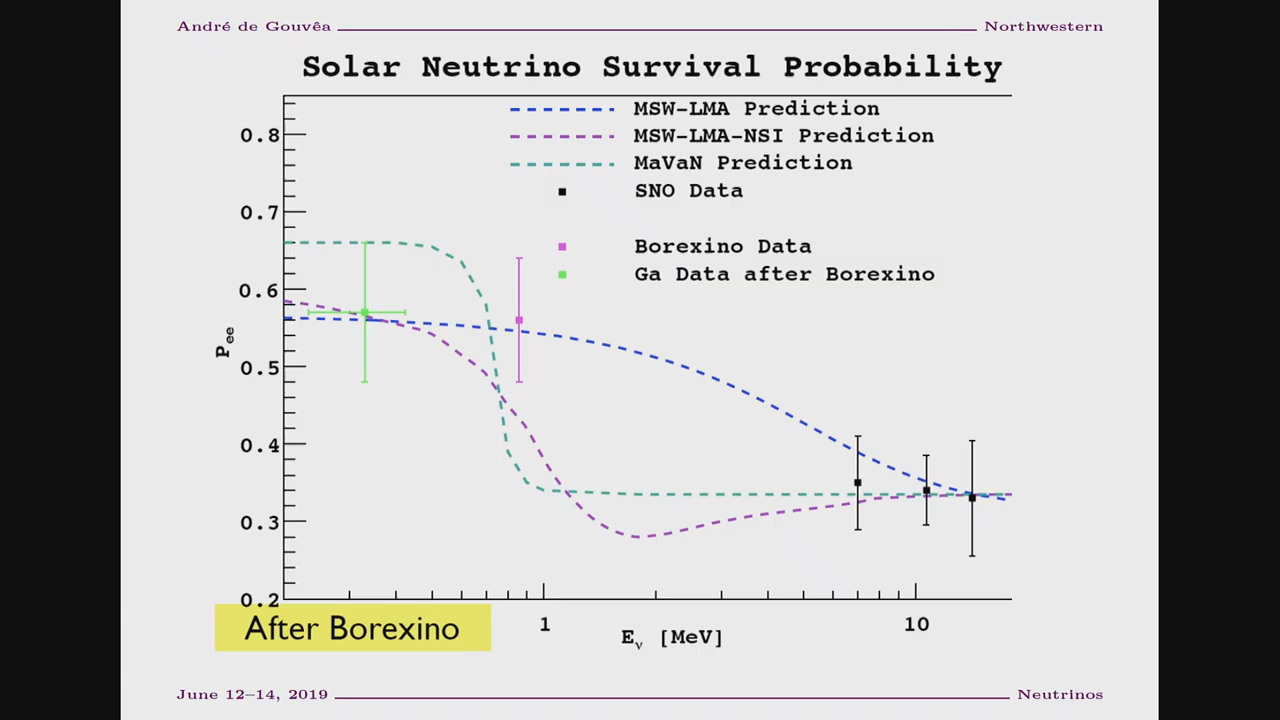 André de Gouvêa Northwestern
Solar Neutrino Survival Probability
MSW-LMA Prediction
MSW-LMA-NSI Prediction
MaVaN Prediction
SNO Data
Borexino Data
Ga Data after Borexino
0.8
0.7
0.6
0.5
0.4
0.3
0.2
Pee
1 10
Eν [MeV]
After Borexino
June 12–14, 2019 Neutrinos